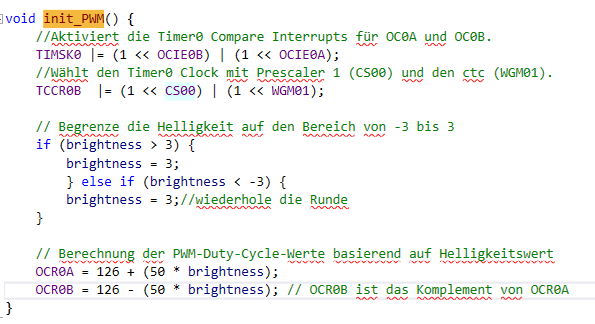 void init_PWM() {
//Aktiviert die Timer0 Compare Interrupts für OC0A und OC0B.
TIMSK0 |= (1 << OCIE0B) | (1 << OCIE0A);
//Wählt den Timer0 Clock mit Prescaler 1 (CS00) und den ctc (WGM01).
TCCR0B  |= (1 << CS00) | (1 << WGM01);
// Begrenze die Helligkeit auf den Bereich von -3 bis 3
if (brightness > 3) {
brightness = 3;
} else if (brightness < -3) {
brightness = 3;//wiederhole die Runde
}
// Berechnung der PWM-Duty-Cycle-Werte basierend auf Helligkeitswert
OCR0A = 126 + (50 * brightness);
OCR0B = 126 - (50 * brightness); // OCR0B ist das Komplement von OCR0A
}